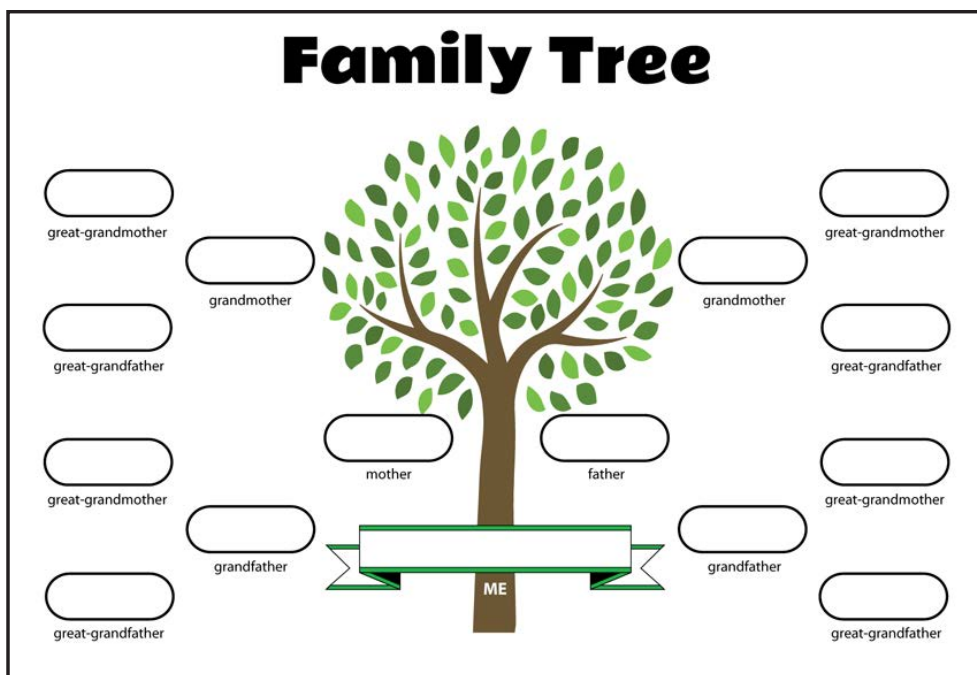 Family Tree
great-grandmother
great-grandmother
grandmother
grandmother
great-grandfather
great-grandfather
mother
father
great-grandmother
great-grandmother
grandfather
grandfather
ME
great-grandfather
great-grandfather